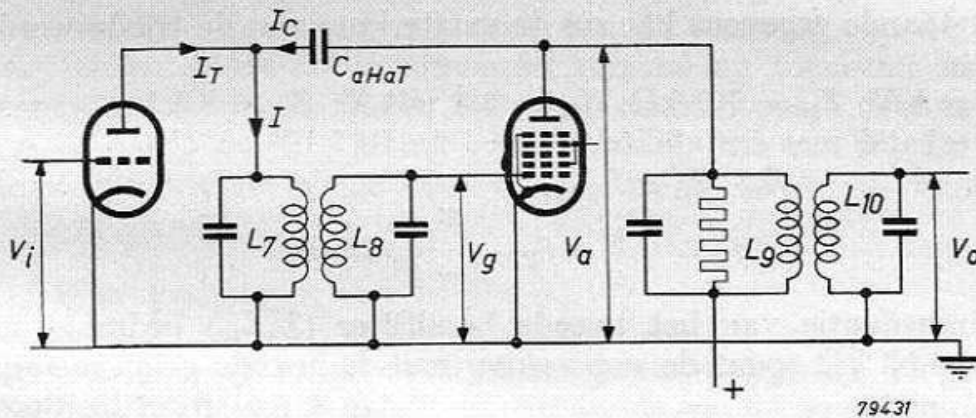 I_C
I_T
C_aHaT
I
V_i
L_7
L_8
V_g
V_a
L_9
L_10
V_o
+
79431